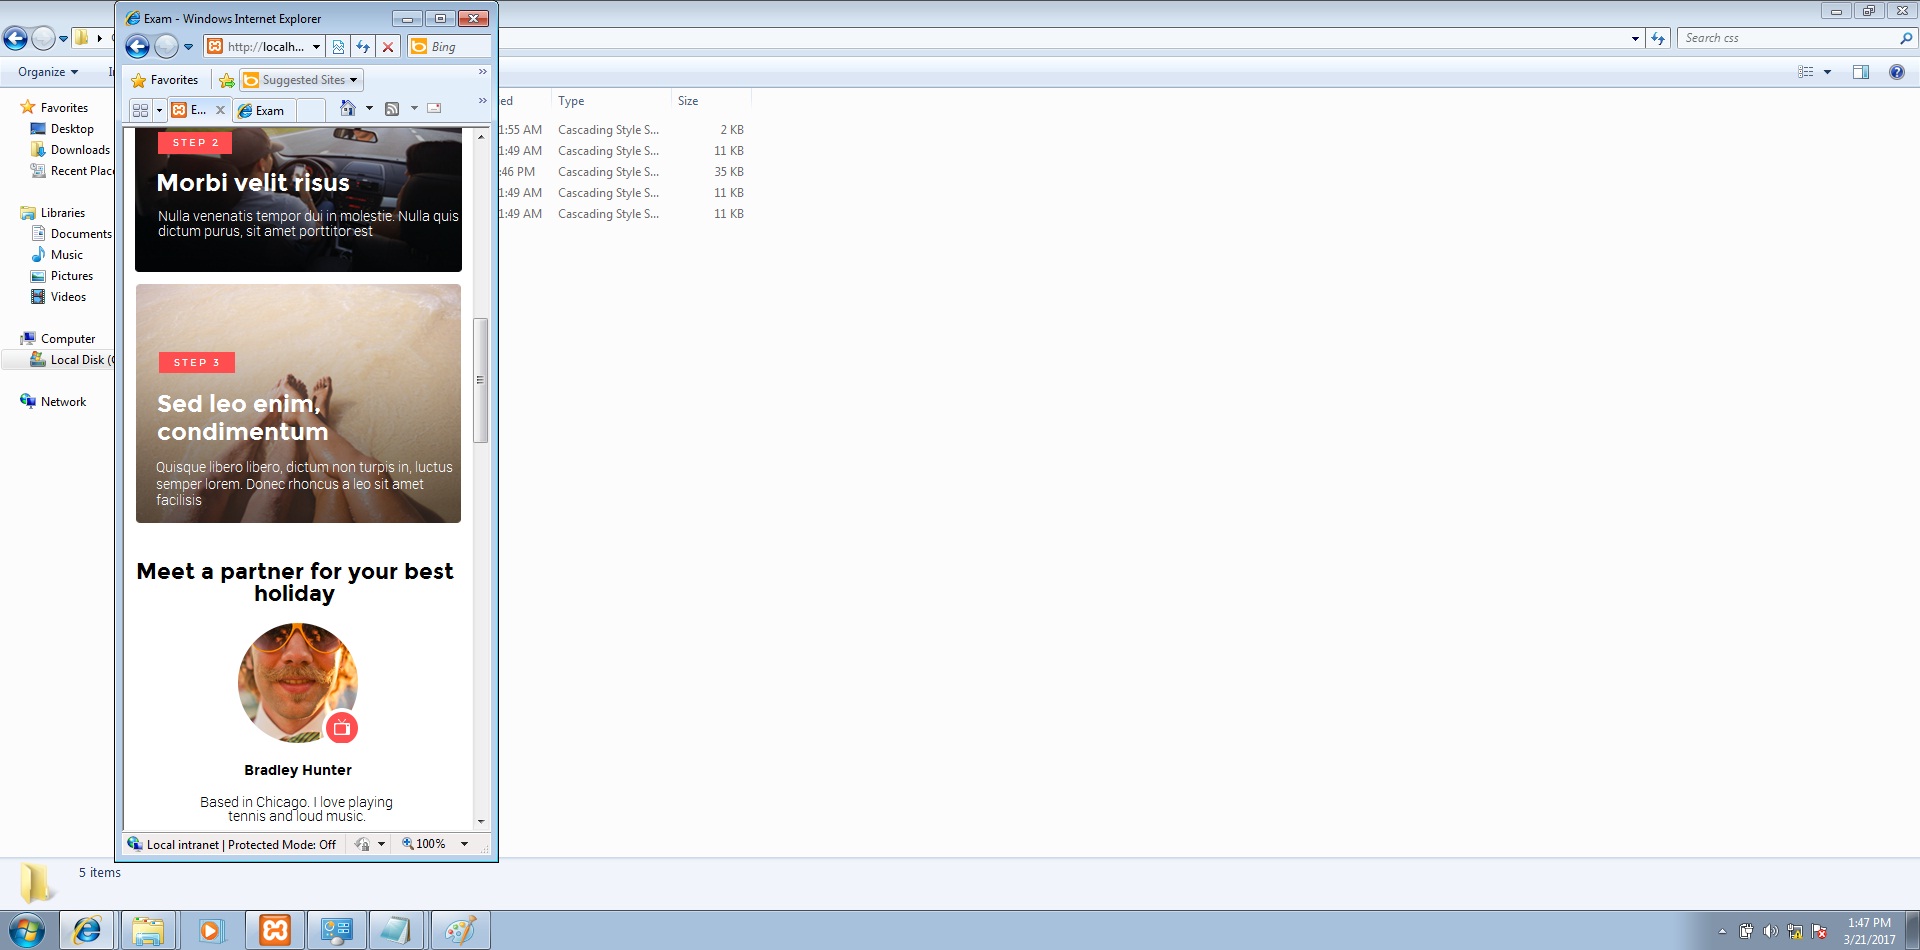 Exam - Windows Internet Explorer
http://localh...
Bing
Search css
Organize
Favorites
Suggested Sites
E...
Exam
Favorites
Desktop
Downloads
Recent Plac
Libraries
Documents
Music
Pictures
Videos
Computer
Local Disk (
Network
ed Type Size
1:55 AM Cascading Style S... 2 KB
1:49 AM Cascading Style S... 11 KB
:46 PM Cascading Style S... 35 KB
1:49 AM Cascading Style S... 11 KB
1:49 AM Cascading Style S... 11 KB
STEP 2
Morbi velit risus
Nulla venenatis tempor dui in molestie. Nulla quis
dictum purus, sit amet porttitor est
STEP 3
Sed leo enim,
condimentum
Quisque libero libero, dictum non turpis in, luctus
semper lorem. Donec rhoncus a leo sit amet
facilisis
Meet a partner for your best
holiday
Bradley Hunter
Based in Chicago. I love playing
tennis and loud music.
Local intranet | Protected Mode: Off
100%
5 items
1:47 PM
3/21/2017